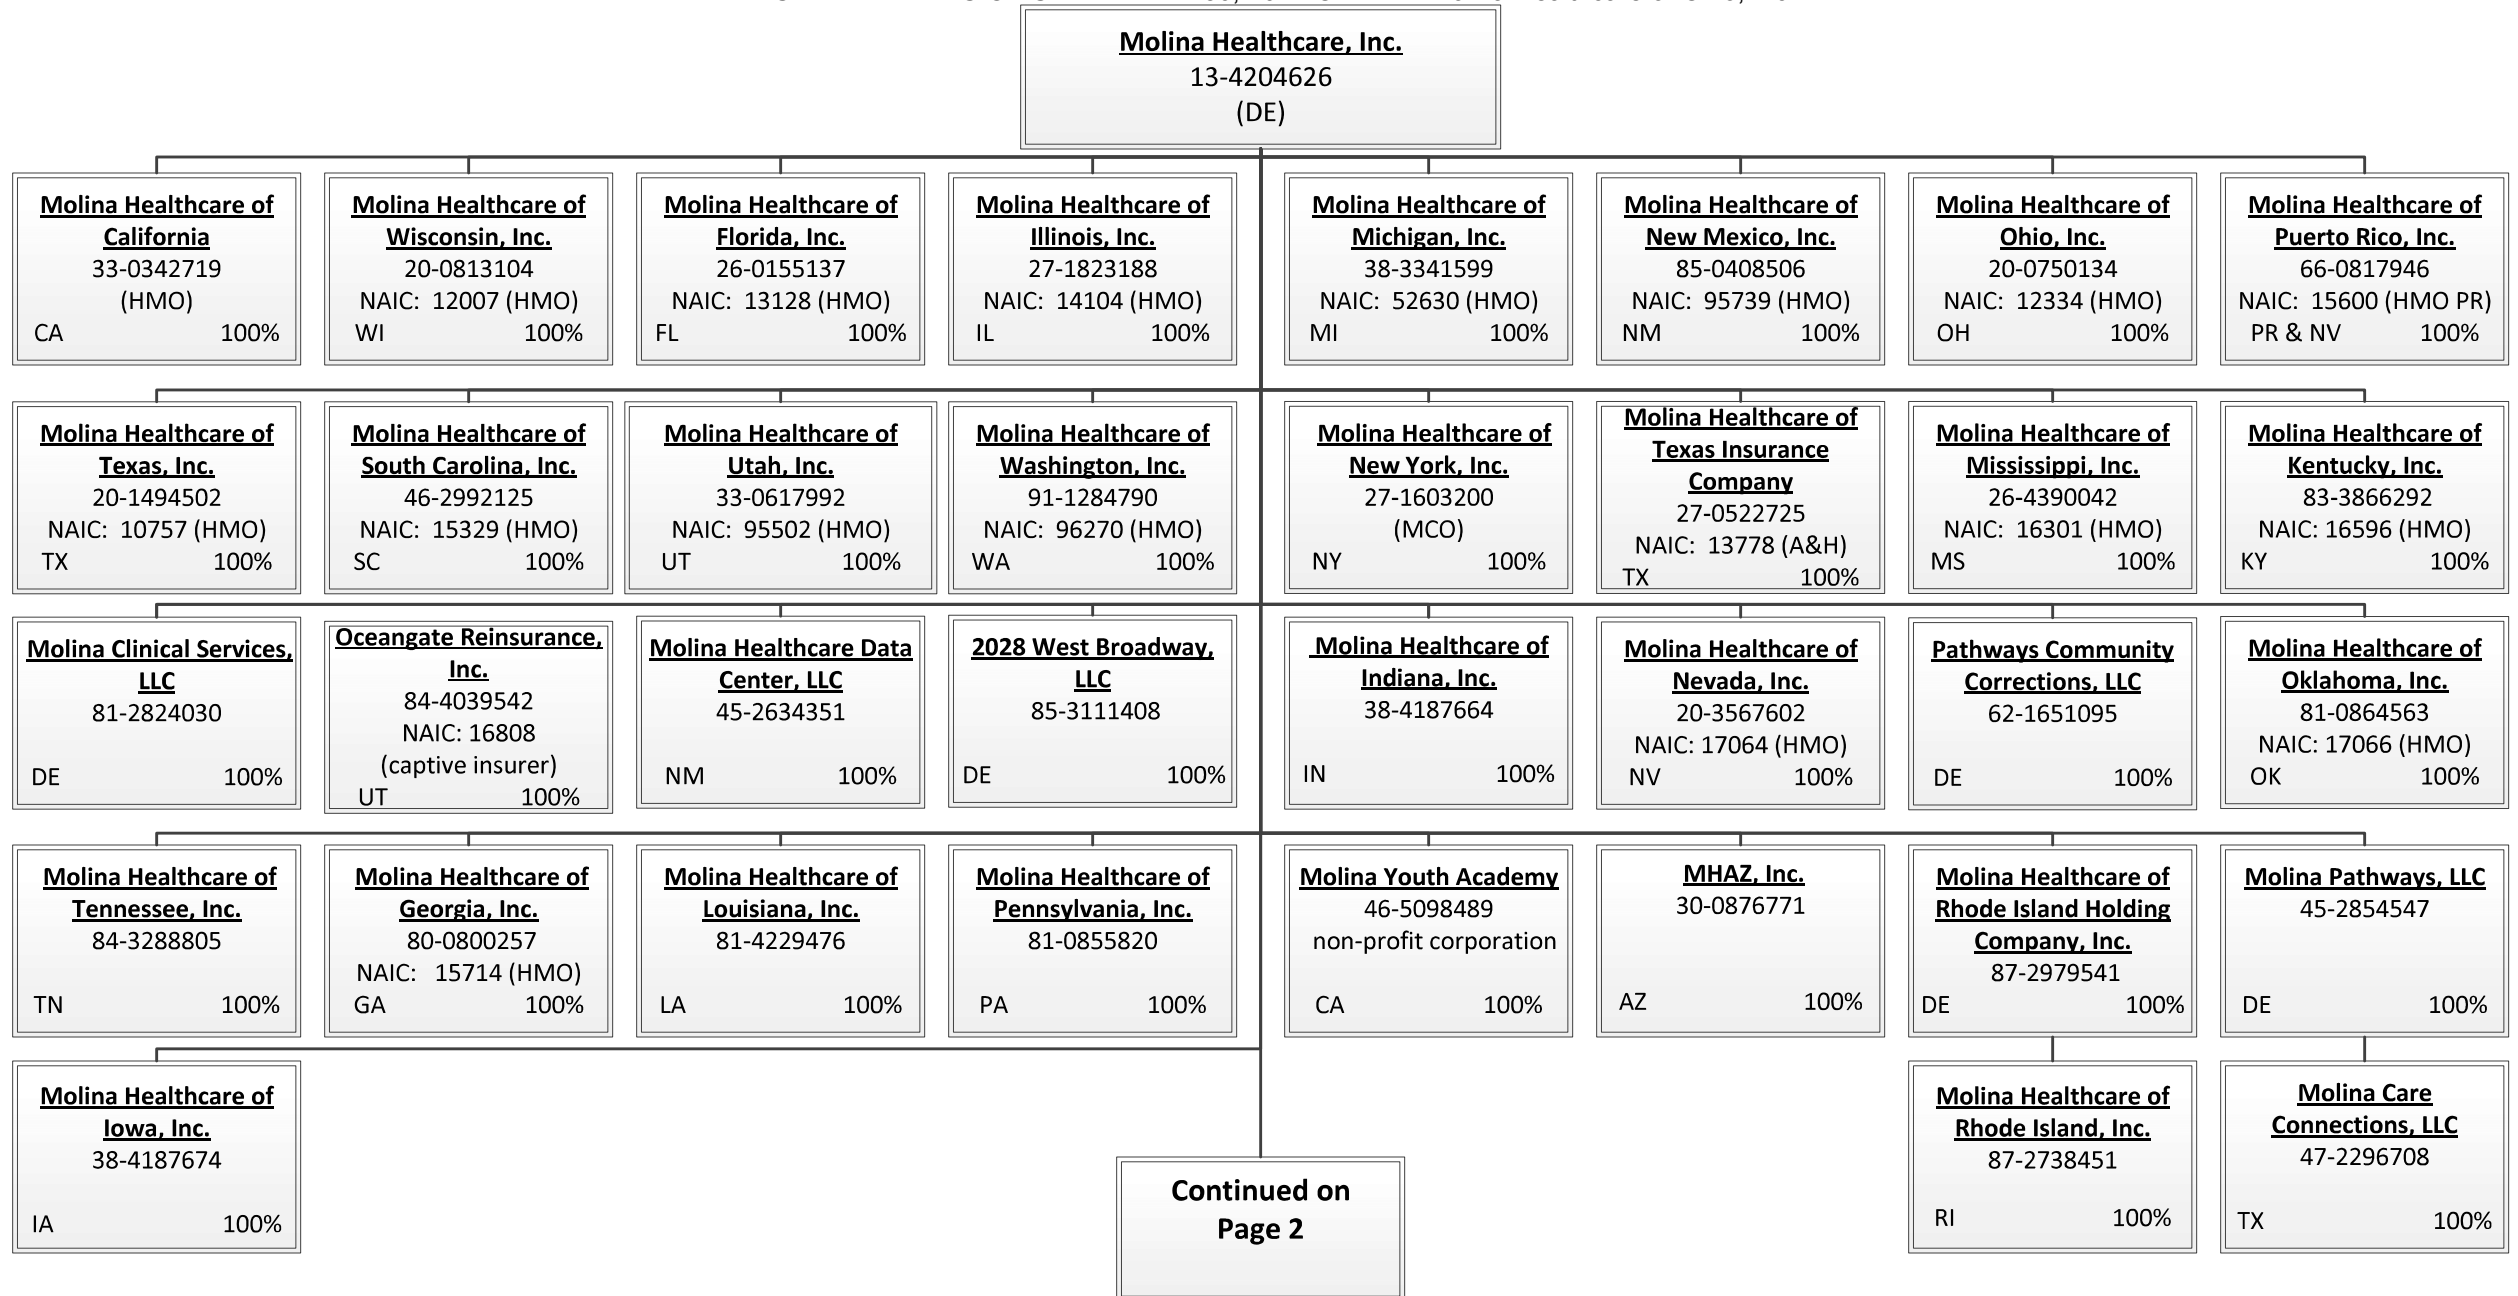 Molina Healthcare, Inc.
13-4204626
(DE)
Molina Healthcare of
California
33-0342719
(HMO)
CA 100%
Molina Healthcare of
Wisconsin, Inc.
20-0813104
NAIC: 12007 (HMO)
WI 100%
Molina Healthcare of
Florida, Inc.
26-0155137
NAIC: 13128 (HMO)
FL 100%
Molina Healthcare of
Illinois, Inc.
27-1823188
NAIC: 14104 (HMO)
IL 100%
Molina Healthcare of
Michigan, Inc.
38-3341599
NAIC: 52630 (HMO)
MI 100%
Molina Healthcare of
New Mexico, Inc.
85-0408506
NAIC: 95739 (HMO)
NM 100%
Molina Healthcare of
Ohio, Inc.
20-0750134
NAIC: 12334 (HMO)
OH 100%
Molina Healthcare of
Puerto Rico, Inc.
66-0817946
NAIC: 15600 (HMO PR)
PR & NV 100%
Molina Healthcare of
Texas, Inc.
20-1494502
NAIC: 10757 (HMO)
TX 100%
Molina Healthcare of
South Carolina, Inc.
46-2992125
NAIC: 15329 (HMO)
SC 100%
Molina Healthcare of
Utah, Inc.
33-0617992
NAIC: 95502 (HMO)
UT 100%
Molina Healthcare of
Washington, Inc.
91-1284790
NAIC: 96270 (HMO)
WA 100%
Molina Healthcare of
New York, Inc.
27-1603200
(MCO)
NY 100%
Molina Healthcare of
Texas Insurance
Company
27-0522725
NAIC: 13778 (A&H)
TX 100%
Molina Healthcare of
Mississippi, Inc.
26-4390042
NAIC: 16301 (HMO)
MS 100%
Molina Healthcare of
Kentucky, Inc.
83-3866292
NAIC: 16596 (HMO)
KY 100%
Molina Clinical Services,
LLC
81-2824030
DE 100%
Oceangate Reinsurance,
Inc.
84-4039542
NAIC: 16808
(captive insurer)
UT 100%
Molina Healthcare Data
Center, LLC
45-2634351
NM 100%
2028 West Broadway,
LLC
85-3111408
DE 100%
Molina Healthcare of
Indiana, Inc.
38-4187664
IN 100%
Molina Healthcare of
Nevada, Inc.
20-3567602
NAIC: 17064 (HMO)
NV 100%
Pathways Community
Corrections, LLC
62-1651095
DE 100%
Molina Healthcare of
Oklahoma, Inc.
81-0864563
NAIC: 17066 (HMO)
OK 100%
Molina Healthcare of
Tennessee, Inc.
84-3288805
TN 100%
Molina Healthcare of
Georgia, Inc.
80-0800257
NAIC: 15714 (HMO)
GA 100%
Molina Healthcare of
Louisiana, Inc.
81-4229476
LA 100%
Molina Healthcare of
Pennsylvania, Inc.
81-0855820
PA 100%
Molina Youth Academy
46-5098489
non-profit corporation
CA 100%
MHAZ, Inc.
30-0876771
AZ 100%
Molina Healthcare of
Rhode Island Holding
Company, Inc.
87-2979541
DE 100%
Molina Pathways, LLC
45-2854547
DE 100%
Molina Healthcare of
Iowa, Inc.
38-4187674
IA 100%
Molina Healthcare of
Rhode Island, Inc.
87-2738451
RI 100%
Molina Care
Connections, LLC
47-2296708
TX 100%
Continued on
Page 2